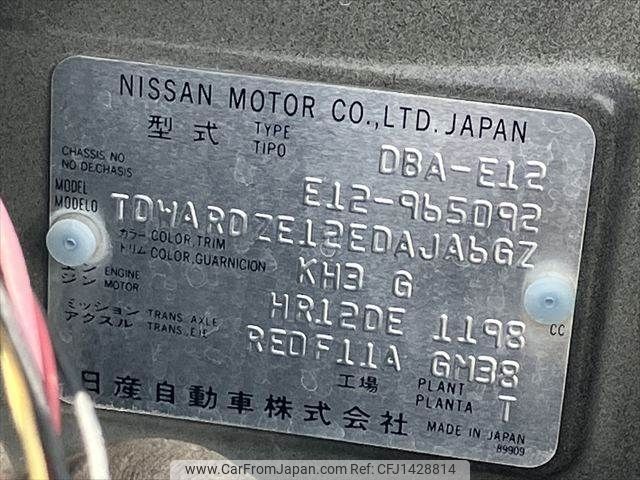 NISSAN MOTOR CO.,LTD. JAPAN
型式 TYPE TIPO DBA-E12
CHASSIS NO NO DE CHASIS E12-965092
MODEL MODELO TDWARDZE12EDAJA6GZ
カラー COLOR, TRIM
トリム COLOR, GUARNICION KH3 G
エンジン ENGINE MOTOR HR12DE 1198 CC
ミッション TRANS. AXLE
アクスル TRANS. EJE RE0F11A GM38
工場 PLANT PLANTA T
日産自動車株式会社 MADE IN JAPAN
89909
www.CarFromJapan.com | CFJ1428814